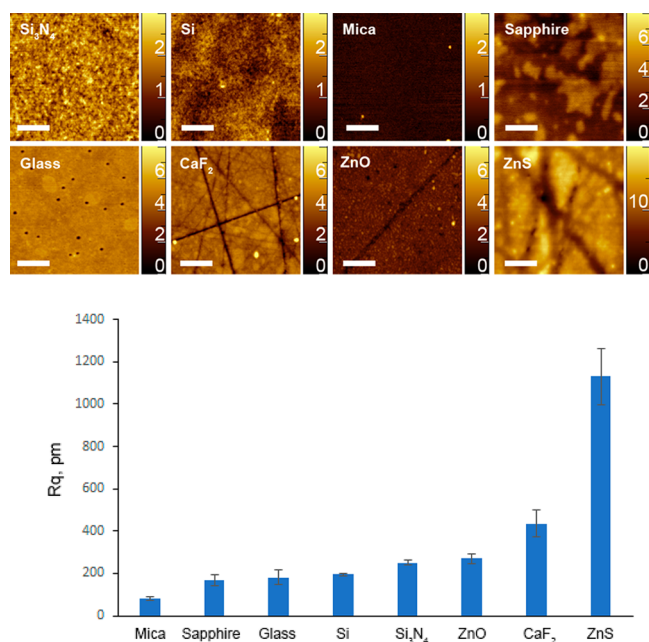 Si₃N₄ 2 1 0
Si 2 1 0
Mica 2 1 0
Sapphire 6 4 2 0
Glass 6 4 2 0
CaF₂ 6 4 2 0
ZnO 6 4 2 0
ZnS 10 0
1400
1200
1000
800
600
400
200
0
Rq, pm
Mica Sapphire Glass Si Si₃N₄ ZnO CaF₂ ZnS